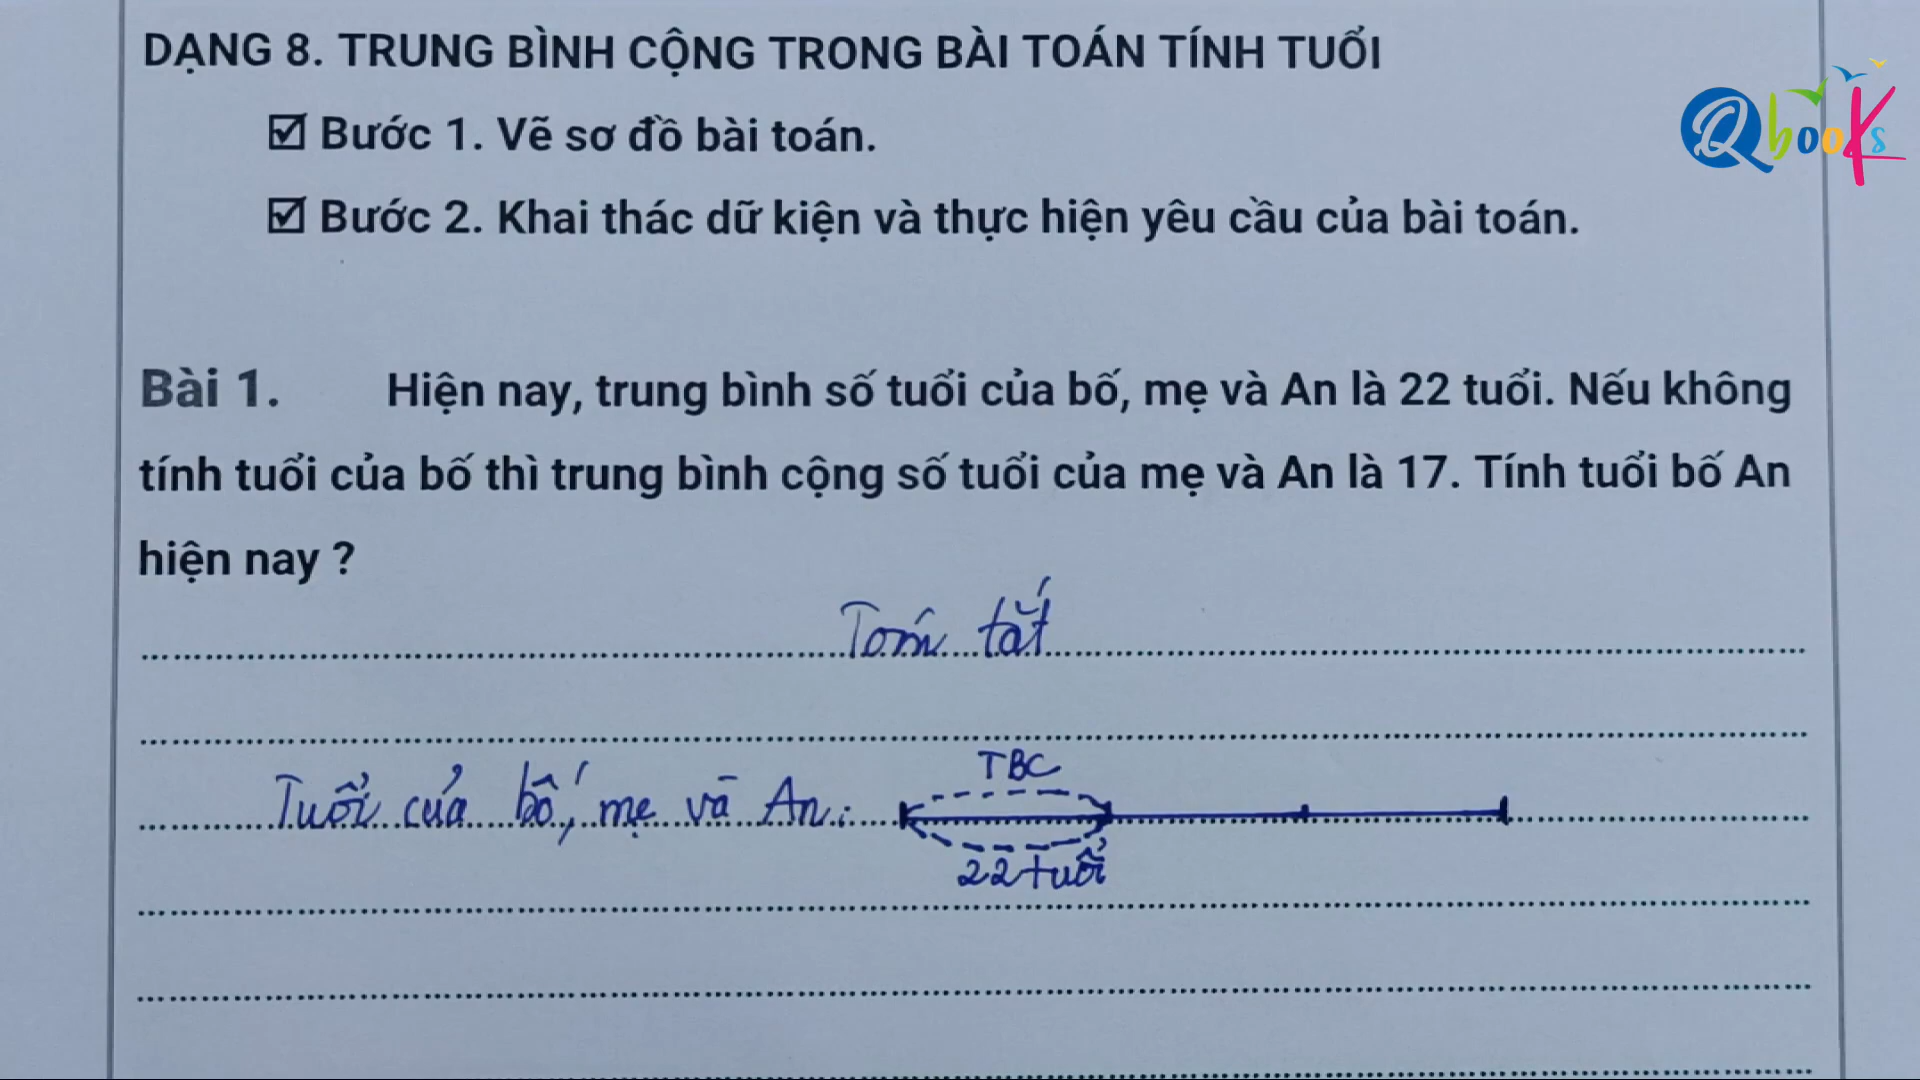 DẠNG 8. TRUNG BÌNH CỘNG TRONG BÀI TOÁN TÍNH TUỔI
Qbooks
☑ Bước 1. Vẽ sơ đồ bài toán.
☑ Bước 2. Khai thác dữ kiện và thực hiện yêu cầu của bài toán.
Bài 1. Hiện nay, trung bình số tuổi của bố, mẹ và An là 22 tuổi. Nếu không
tính tuổi của bố thì trung bình cộng số tuổi của mẹ và An là 17. Tính tuổi bố An
hiện nay ?
Tóm tắt
TBC
Tuổi của bố, mẹ và An:
22 tuổi